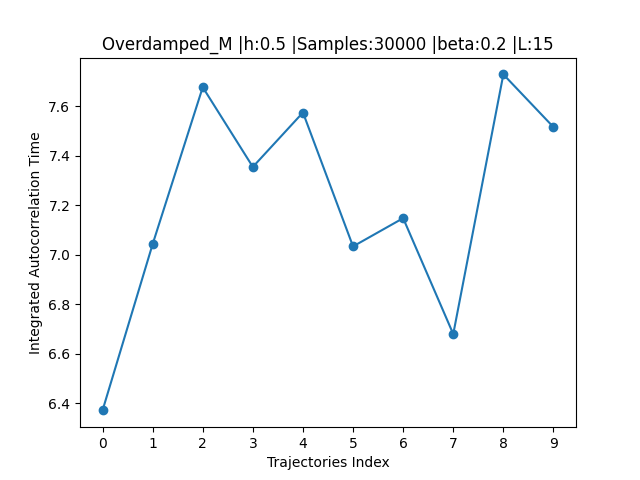 Overdamped_M |h:0.5 |Samples:30000 |beta:0.2 |L:15
Integrated Autocorrelation Time
7.6
7.4
7.2
7.0
6.8
6.6
6.4
0 1 2 3 4 5 6 7 8 9
Trajectories Index